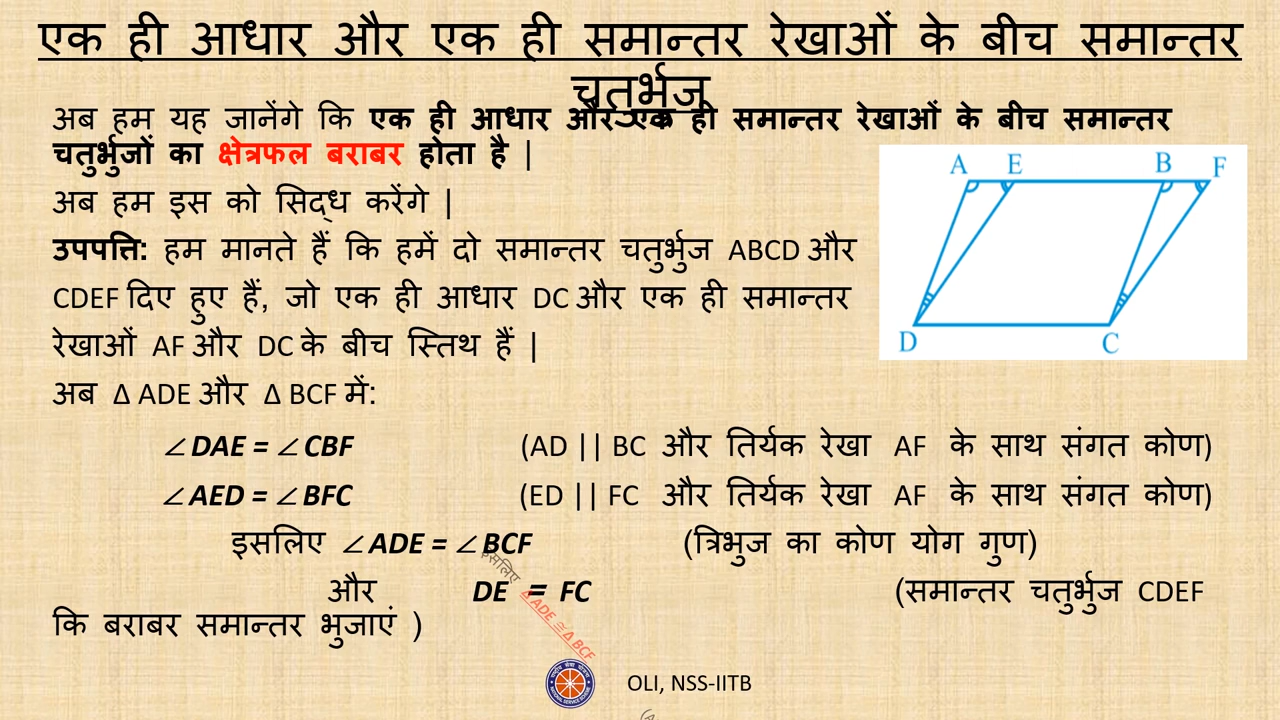 एक ही आधार और एक ही समान्तर रेखाओं के बीच समान्तर
चतुर्भुज
अब हम यह जानेंगे कि एक ही आधार और एक ही समान्तर रेखाओं के बीच समान्तर
चतुर्भुजों का क्षेत्रफल बराबर होता है |
अब हम इस को सिद्ध करेंगे |
उपपत्ति: हम मानते हैं कि हमें दो समान्तर चतुर्भुज ABCD और
CDEF दिए हुए हैं, जो एक ही आधार DC और एक ही समान्तर
रेखाओं AF और DC के बीच स्तिथ हैं |
A E B F
D C
अब Δ ADE और Δ BCF में:
∠DAE = ∠CBF (AD || BC और तिर्यक रेखा AF के साथ संगत कोण)
∠AED = ∠BFC (ED || FC और तिर्यक रेखा AF के साथ संगत कोण)
इसलिए ∠ADE = ∠BCF (त्रिभुज का कोण योग गुण)
और DE = FC (समान्तर चतुर्भुज CDEF
कि बराबर समान्तर भुजाएं )
इसलिए Δ ADE ≅ Δ BCF
OLI, NSS-IITB